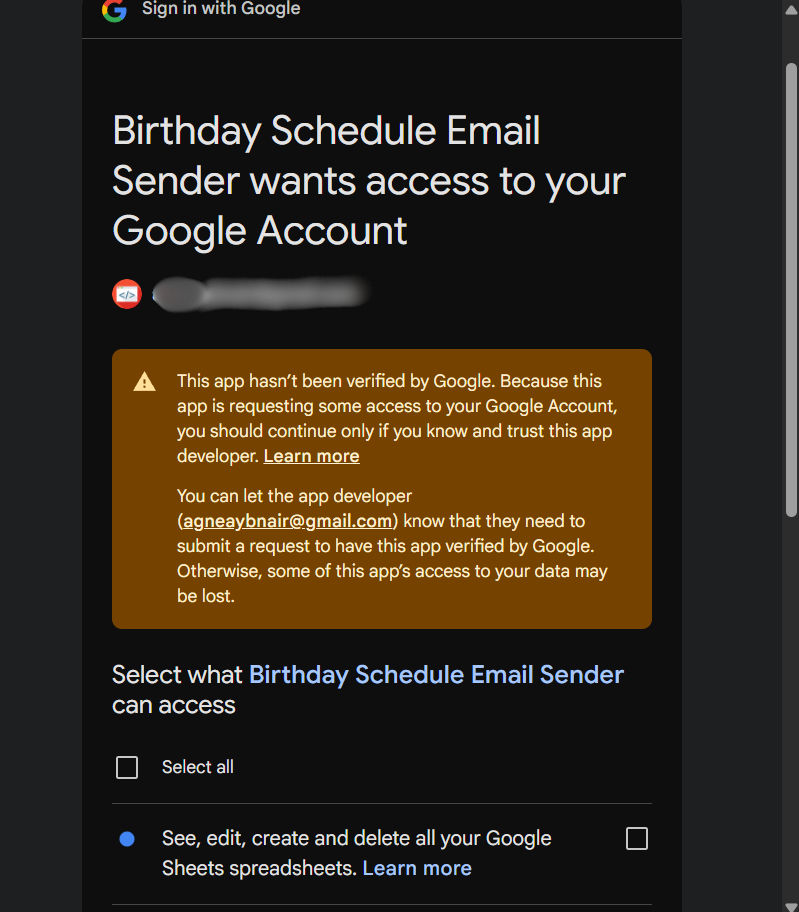 Sign in with Google
Birthday Schedule Email
Sender wants access to your
Google Account
This app hasn’t been verified by Google. Because this
app is requesting some access to your Google Account,
you should continue only if you know and trust this app
developer. Learn more
You can let the app developer
(agneaybnair@gmail.com) know that they need to
submit a request to have this app verified by Google.
Otherwise, some of this app’s access to your data may
be lost.
Select what Birthday Schedule Email Sender
can access
Select all
See, edit, create and delete all your Google
Sheets spreadsheets. Learn more